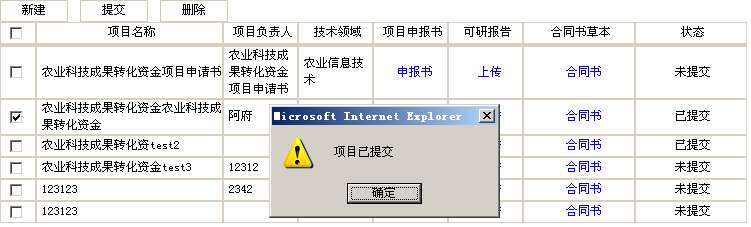 新建 提交 删除
项目名称 项目负责人 技术领域 项目申报书 可研报告 合同书草本 状态
农业科技成果转化资金项目申请书 农业科技成果转化资金项目申请书 农业信息技术 申报书 上传 合同书 未提交
农业科技成果转化资金农业科技成果转化资金 阿府 合同书 已提交
农业科技成果转化资test2 合同书 已提交
农业科技成果转化资金test3 12312 合同书 未提交
123123 2342 合同书 未提交
123123 合同书 未提交
Microsoft Internet Explorer
项目已提交
确定